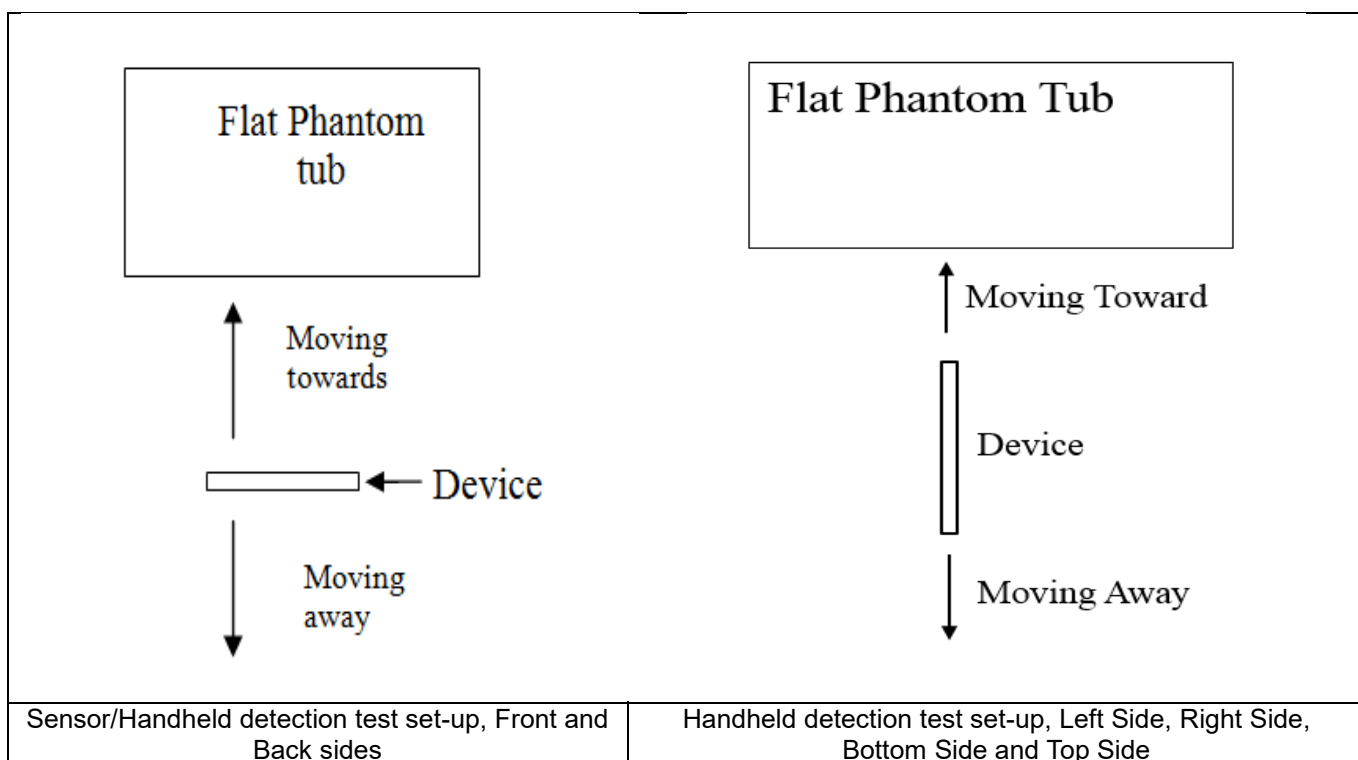 Flat Phantom
tub
Moving
towards
Device
Moving
away
Flat Phantom Tub
Moving Toward
Device
Moving Away
Sensor/Handheld detection test set-up, Front and
Back sides
Handheld detection test set-up, Left Side, Right Side,
Bottom Side and Top Side